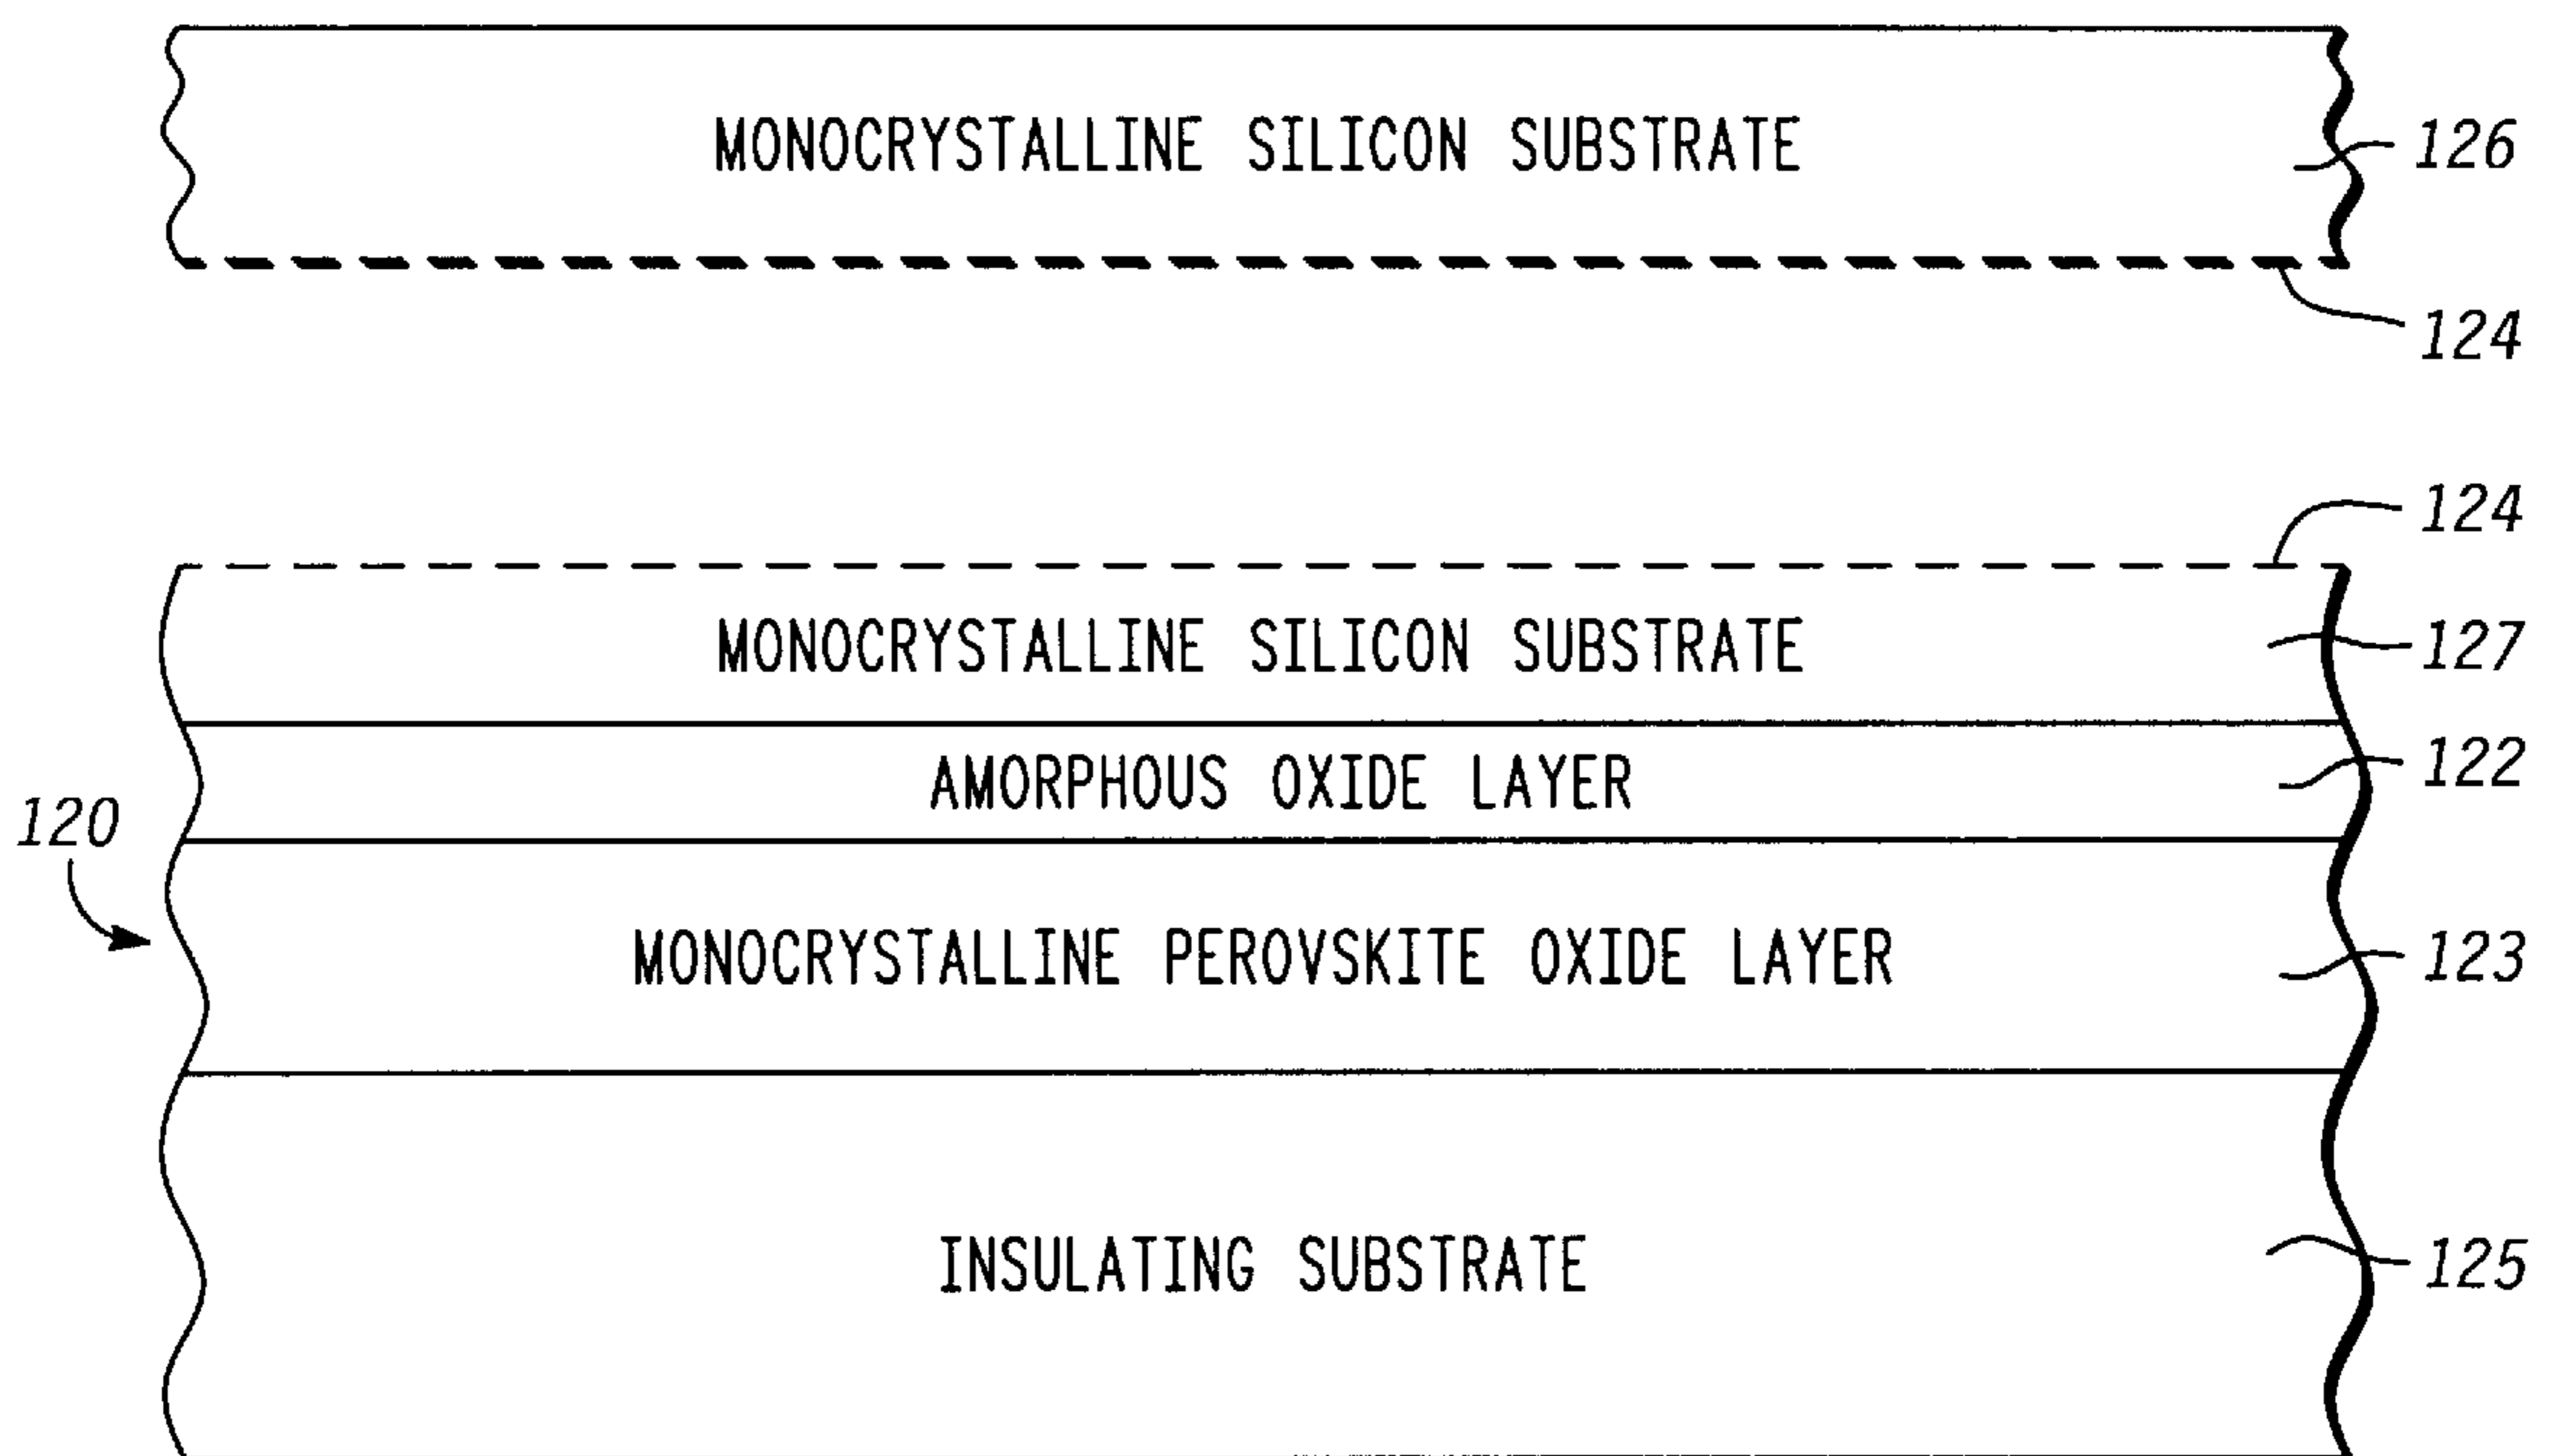 MONOCRYSTALLINE SILICON SUBSTRATE
126
124
124
MONOCRYSTALLINE SILICON SUBSTRATE
127
AMORPHOUS OXIDE LAYER
122
120
MONOCRYSTALLINE PEROVSKITE OXIDE LAYER
123
INSULATING SUBSTRATE
125